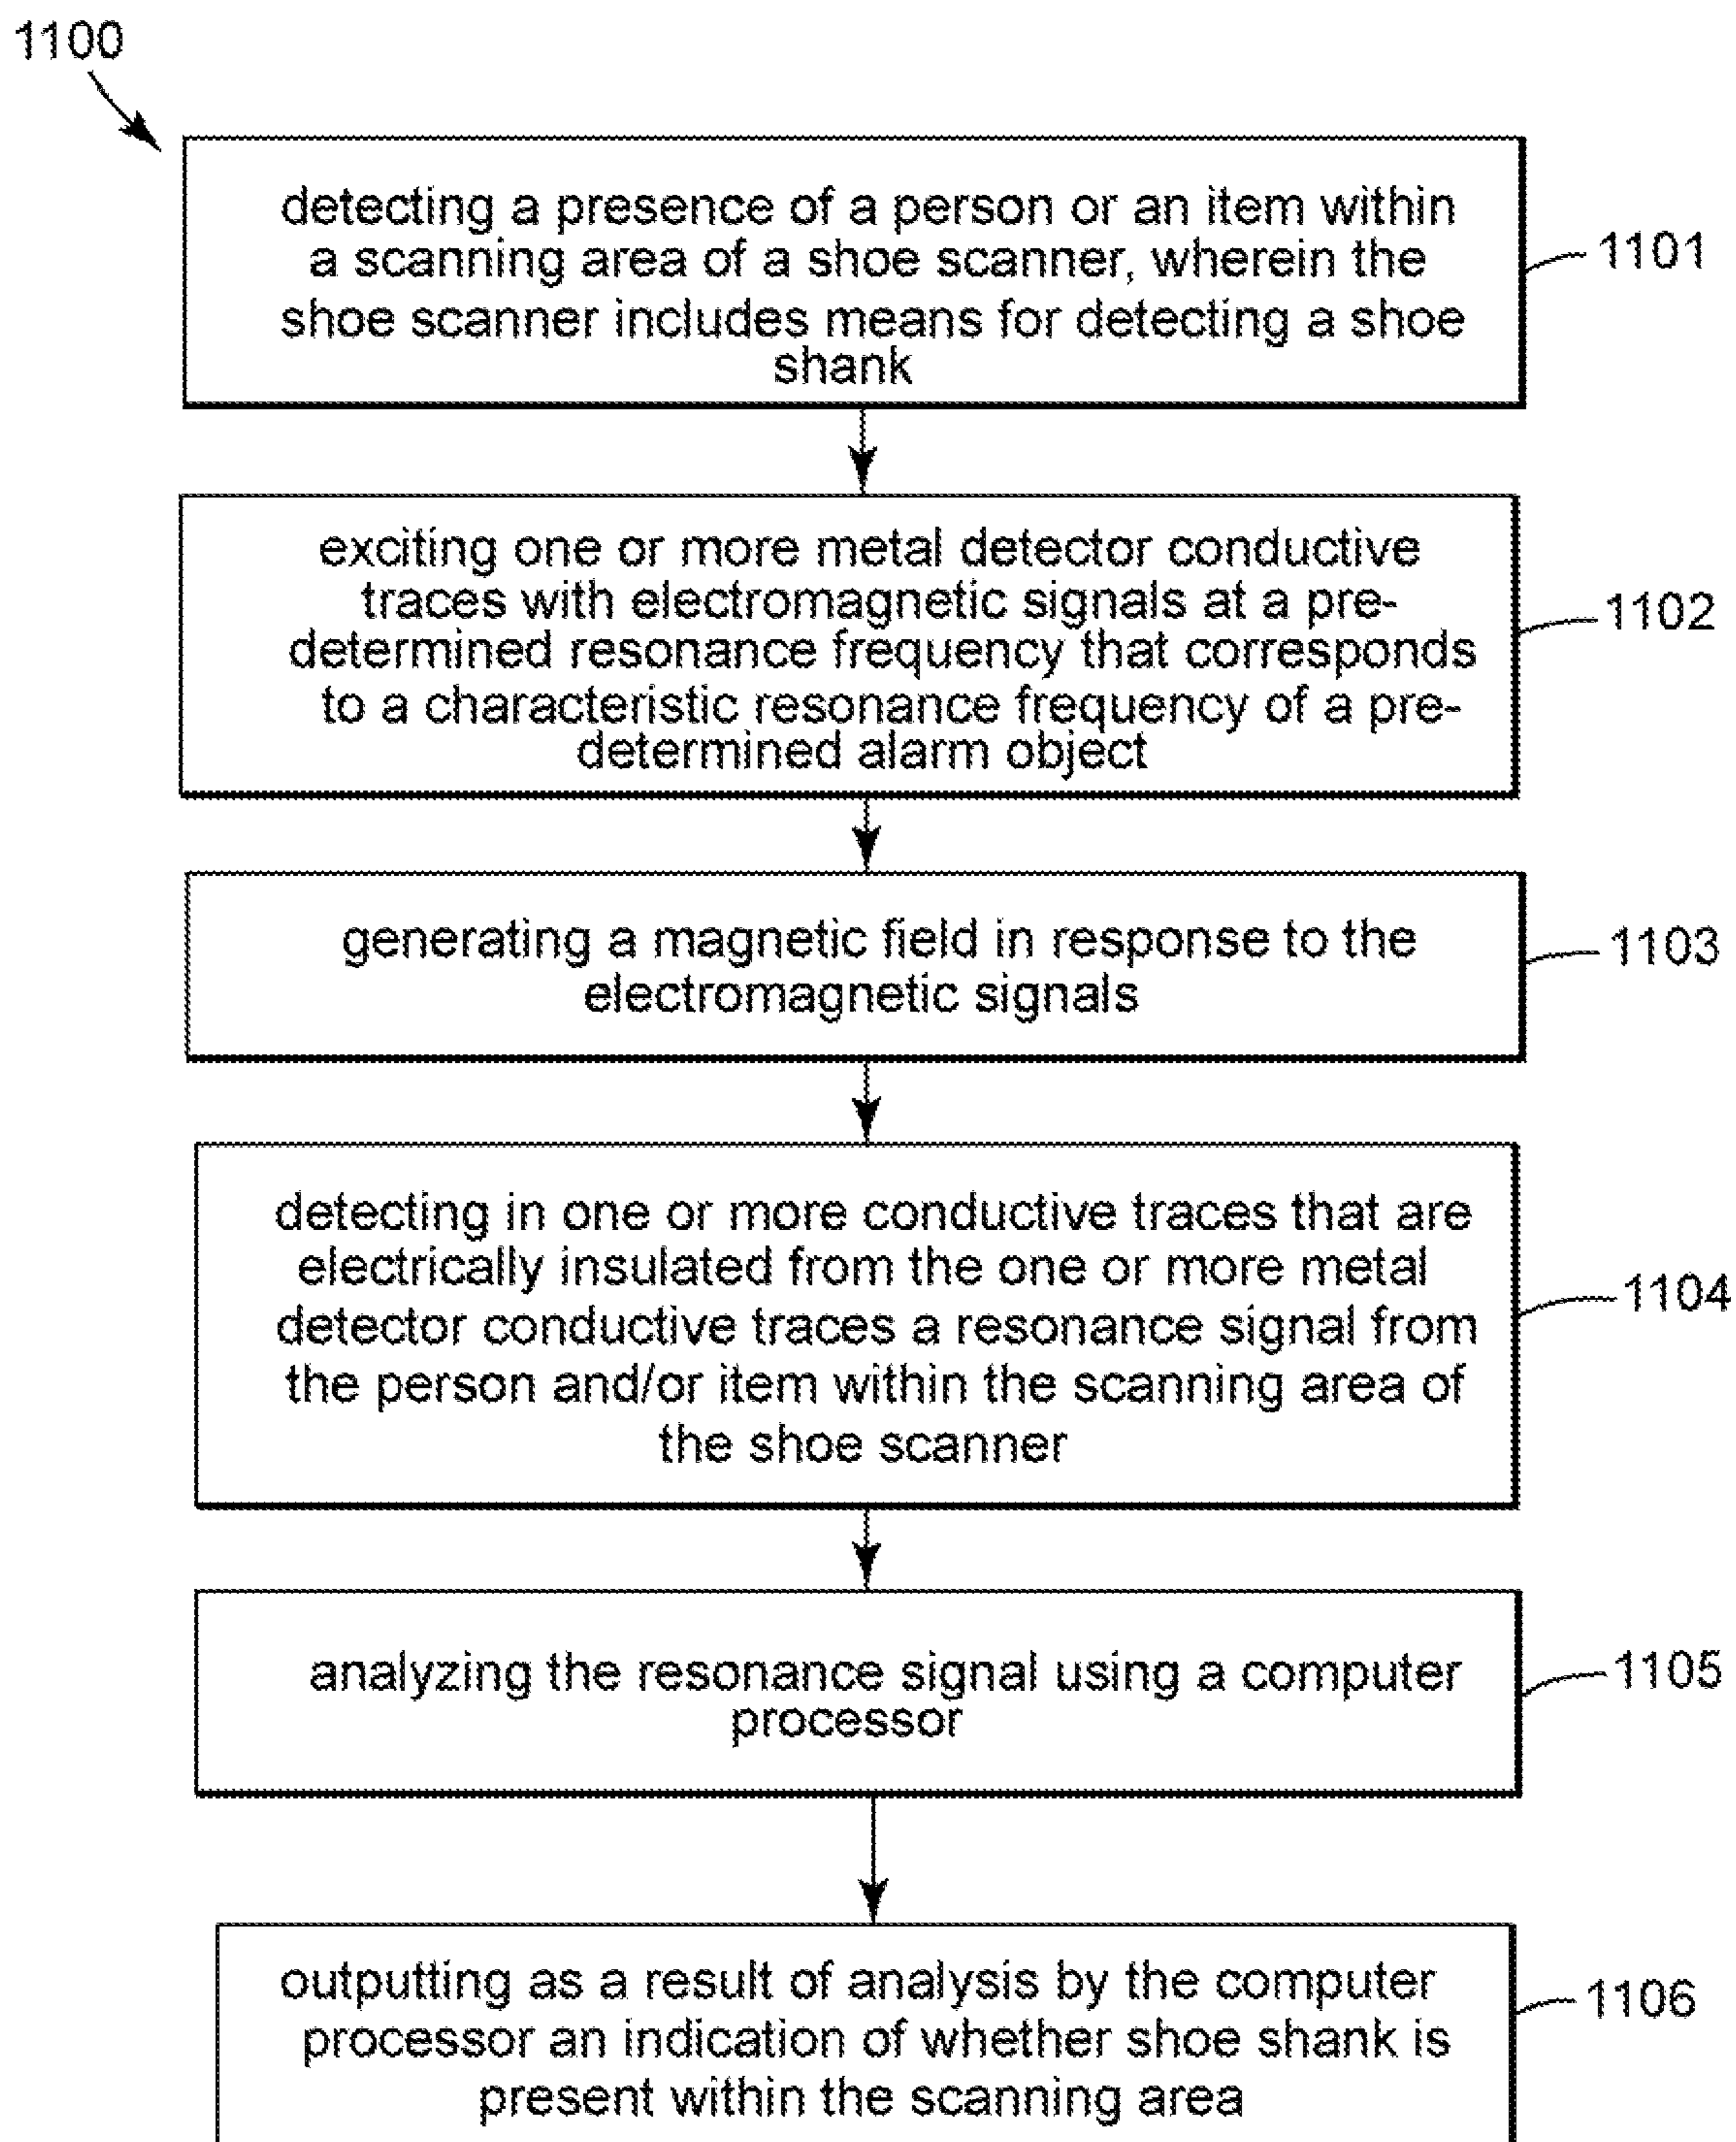 1100
detecting a presence of a person or an item within
a scanning area of a shoe scanner, wherein the
shoe scanner includes means for detecting a shoe
shank
1101
exciting one or more metal detector conductive
traces with electromagnetic signals at a pre-
determined resonance frequency that corresponds
to a characteristic resonance frequency of a pre-
determined alarm object
1102
generating a magnetic field in response to the
electromagnetic signals
1103
detecting in one or more conductive traces that are
electrically insulated from the one or more metal
detector conductive traces a resonance signal from
the person and/or item within the scanning area of
the shoe scanner
1104
analyzing the resonance signal using a computer
processor
1105
outputting as a result of analysis by the computer
processor an indication of whether shoe shank is
present within the scanning area
1106